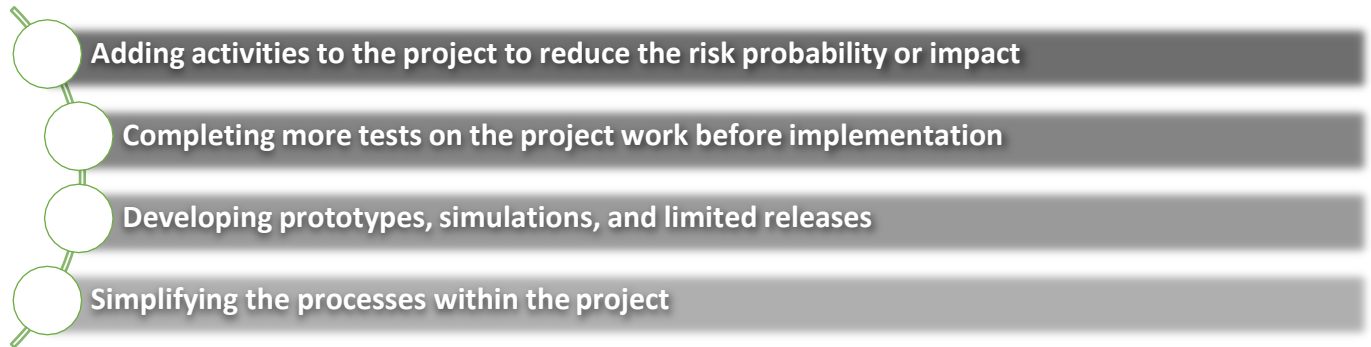 Adding activities to the project to reduce the risk probability or impact
Completing more tests on the project work before implementation
Developing prototypes, simulations, and limited releases
Simplifying the processes within the project